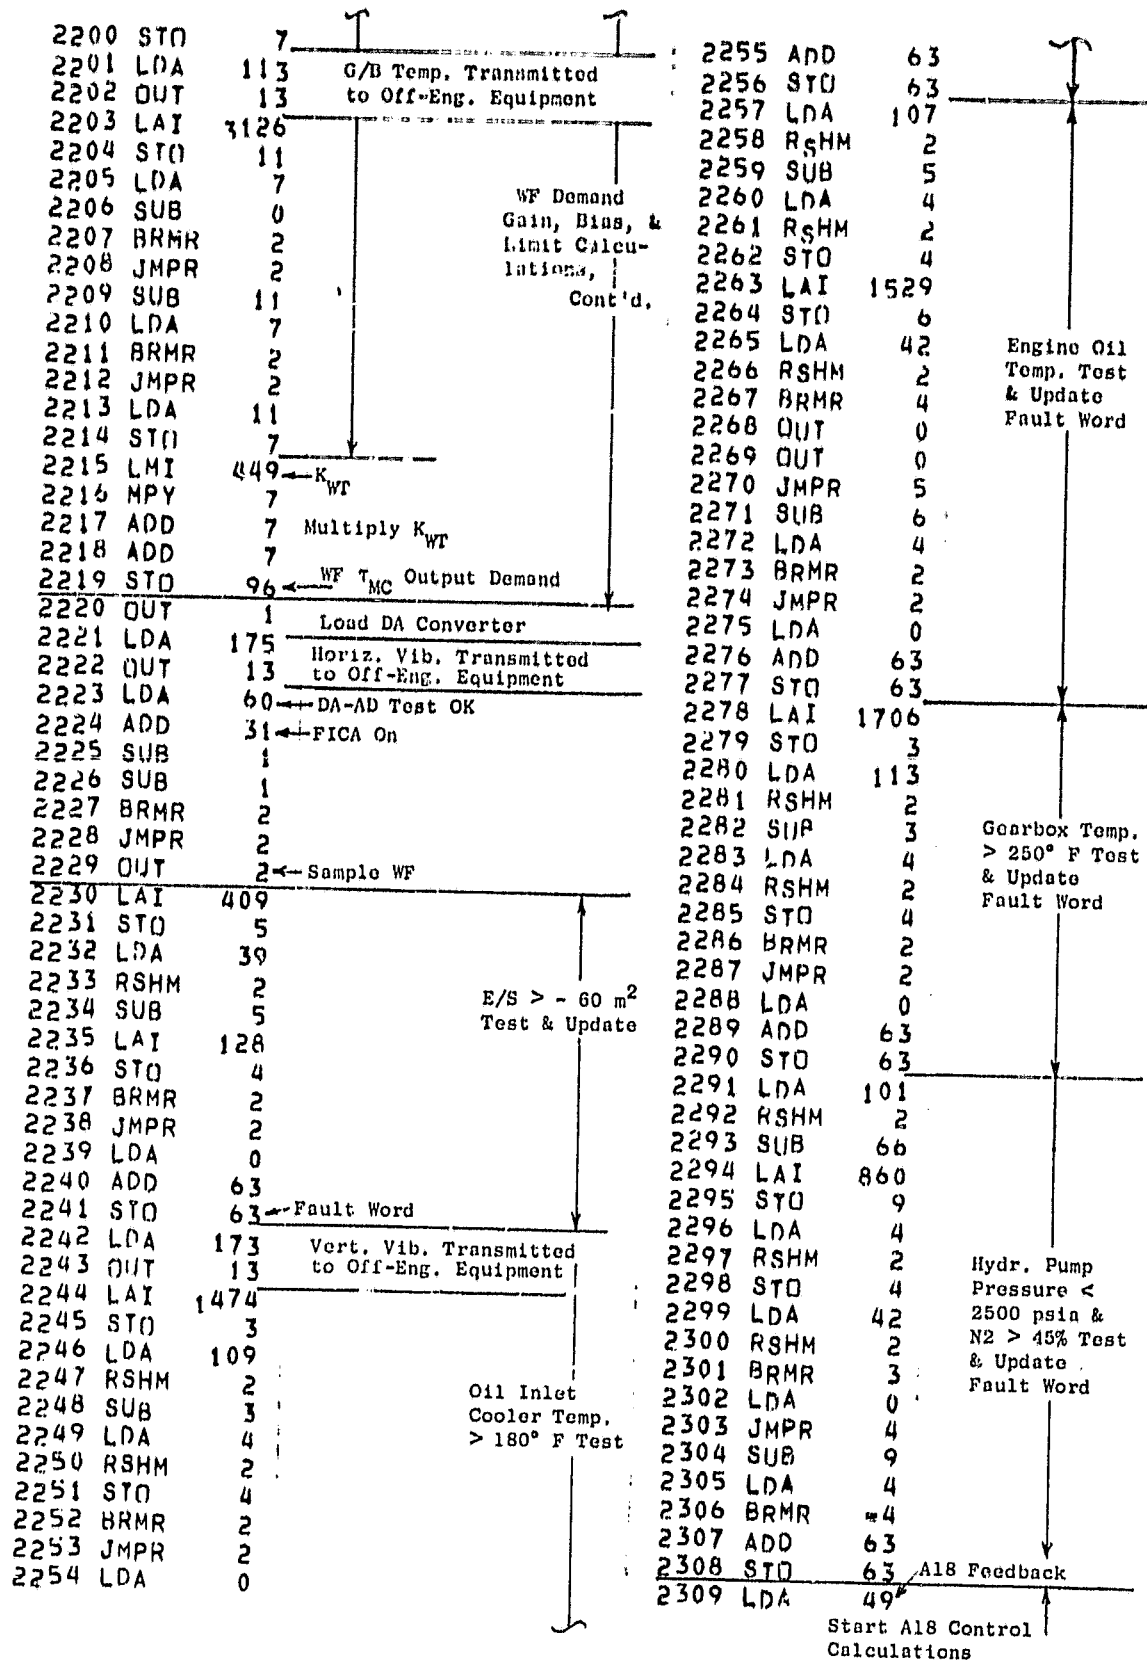 2200 STO 7
2201 LDA 113
2202 OUT 13
2203 LAI 3126
2204 STO 11
2205 LDA 7
2206 SUB 0
2207 BRMR 2
2208 JMPR 2
2209 SUB 11
2210 LDA 7
2211 BRMR 2
2212 JMPR 2
2213 LDA 11
2214 STO 7
2215 LMI 449
2216 MPY 7
2217 ADD 7
2218 ADD 7
2219 STO 96
2220 OUT 1
2221 LDA 175
2222 OUT 13
2223 LDA 60
2224 ADD 31
2225 SUB 1
2226 SUB 1
2227 BRMR 2
2228 JMPR 2
2229 OUT 2
2230 LAI 409
2231 STO 5
2232 LDA 39
2233 RSHM 2
2234 SUB 5
2235 LAI 128
2236 STO 4
2237 BRMR 2
2238 JMPR 2
2239 LDA 0
2240 ADD 63
2241 STO 63
2242 LDA 173
2243 OUT 13
2244 LAI 1474
2245 STO 3
2246 LDA 109
2247 RSHM 2
2248 SUB 3
2249 LDA 4
2250 RSHM 2
2251 STO 4
2252 BRMR 2
2253 JMPR 2
2254 LDA 0
G/B Temp. Transmitted
to Off-Eng. Equipment
WF Demand
Gain, Bias, &
Limit Calcu-
lations,
Cont'd.
KWT
Multiply KWT
WF TMC Output Demand
Load DA Converter
Horiz. Vib. Transmitted
to Off-Eng. Equipment
DA-AD Test OK
FICA On
Sample WF
E/S > - 60 m2
Test & Update
Fault Word
Vert. Vib. Transmitted
to Off-Eng. Equipment
Oil Inlet
Cooler Temp.
> 180° F Test
2255 ADD 63
2256 STO 63
2257 LDA 107
2258 RSHM 2
2259 SUB 5
2260 LDA 4
2261 RSHM 2
2262 STO 4
2263 LAI 1529
2264 STO 6
2265 LDA 42
2266 RSHM 2
2267 BRMR 4
2268 OUT 0
2269 OUT 0
2270 JMPR 5
2271 SUB 6
2272 LDA 4
2273 BRMR 2
2274 JMPR 2
2275 LDA 0
2276 ADD 63
2277 STO 63
2278 LAI 1706
2279 STO 3
2280 LDA 113
2281 RSHM 2
2282 SUB 3
2283 LDA 4
2284 RSHM 2
2285 STO 4
2286 BRMR 2
2287 JMPR 2
2288 LDA 0
2289 ADD 63
2290 STO 63
2291 LDA 101
2292 RSHM 2
2293 SUB 66
2294 LAI 860
2295 STO 9
2296 LDA 4
2297 RSHM 2
2298 STO 4
2299 LDA 42
2300 RSHM 2
2301 BRMR 3
2302 LDA 0
2303 JMPR 4
2304 SUB 9
2305 LDA 4
2306 BRMR -4
2307 ADD 63
2308 STO 63
2309 LDA 49
Engine Oil
Temp. Test
& Update
Fault Word
Gearbox Temp.
> 250° F Test
& Update
Fault Word
Hydr. Pump
Pressure <
2500 psia &
N2 > 45% Test
& Update
Fault Word
A18 Feedback
Start A18 Control
Calculations